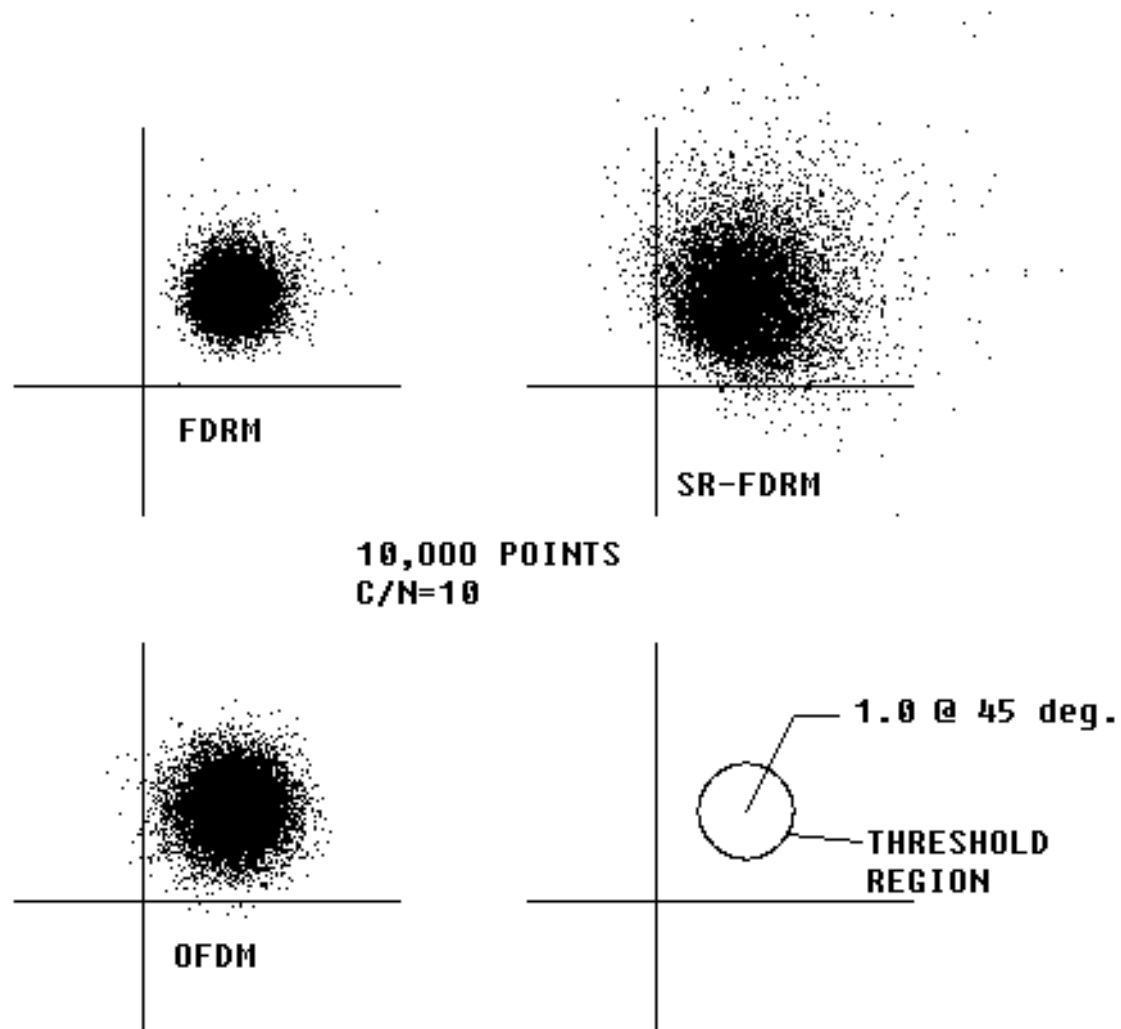 FDRM
SR-FDRM
10,000 POINTS
C/N=10
1.0 @ 45 deg.
THRESHOLD
REGION
OFDM